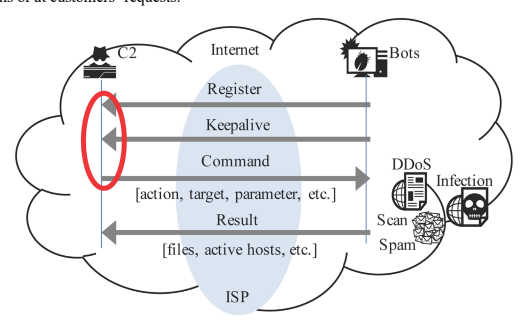 ns or at customers' requests.
Internet
C2
Bots
Register
Keepalive
Command
[action, target, parameter, etc.]
DDoS
Infection
Scan
Spam
Result
[files, active hosts, etc.]
ISP